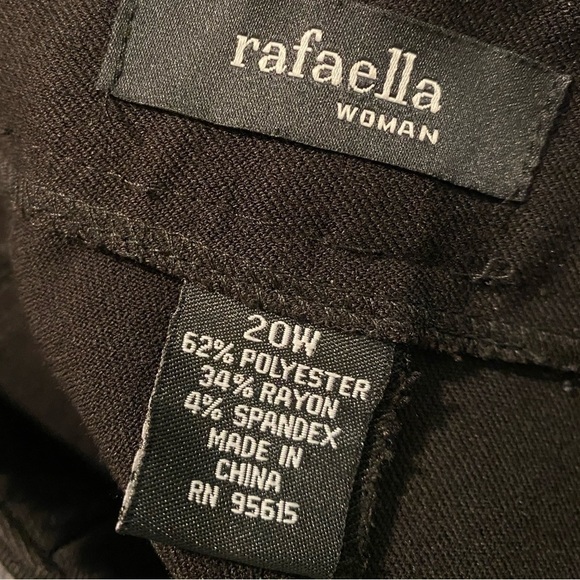 rafaella
WOMAN
20W
62% POLYESTER
34% RAYON
4% SPANDEX
MADE IN
CHINA
RN 95615